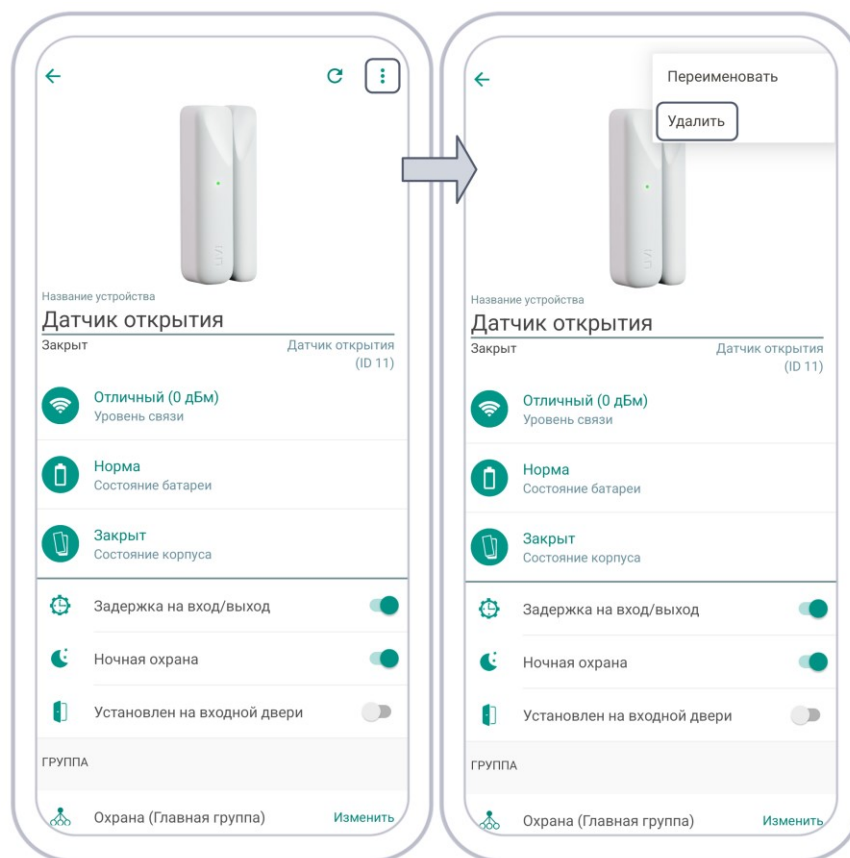 Название устройства
Датчик открытия
Закрыт
Датчик открытия
(ID 11)
Отличный (0 дБм)
Уровень связи
Норма
Состояние батареи
Закрыт
Состояние корпуса
Задержка на вход/выход
Ночная охрана
Установлен на входной двери
ГРУППА
Охрана (Главная группа) Изменить
Переименовать
Удалить
Название устройства
Датчик открытия
Закрыт
Датчик открытия
(ID 11)
Отличный (0 дБм)
Уровень связи
Норма
Состояние батареи
Закрыт
Состояние корпуса
Задержка на вход/выход
Ночная охрана
Установлен на входной двери
ГРУППА
Охрана (Главная группа) Изменить